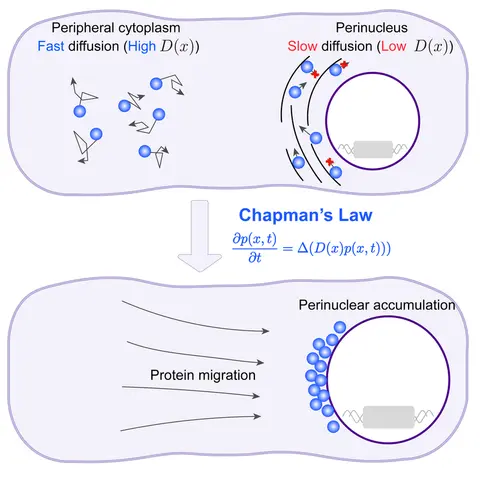 Peripheral cytoplasm
Fast diffusion (High D(x))
Perinucleus
Slow diffusion (Low D(x))
Chapman's Law
∂p(x,t)/∂t = Δ(D(x)p(x,t)))
Perinuclear accumulation
Protein migration